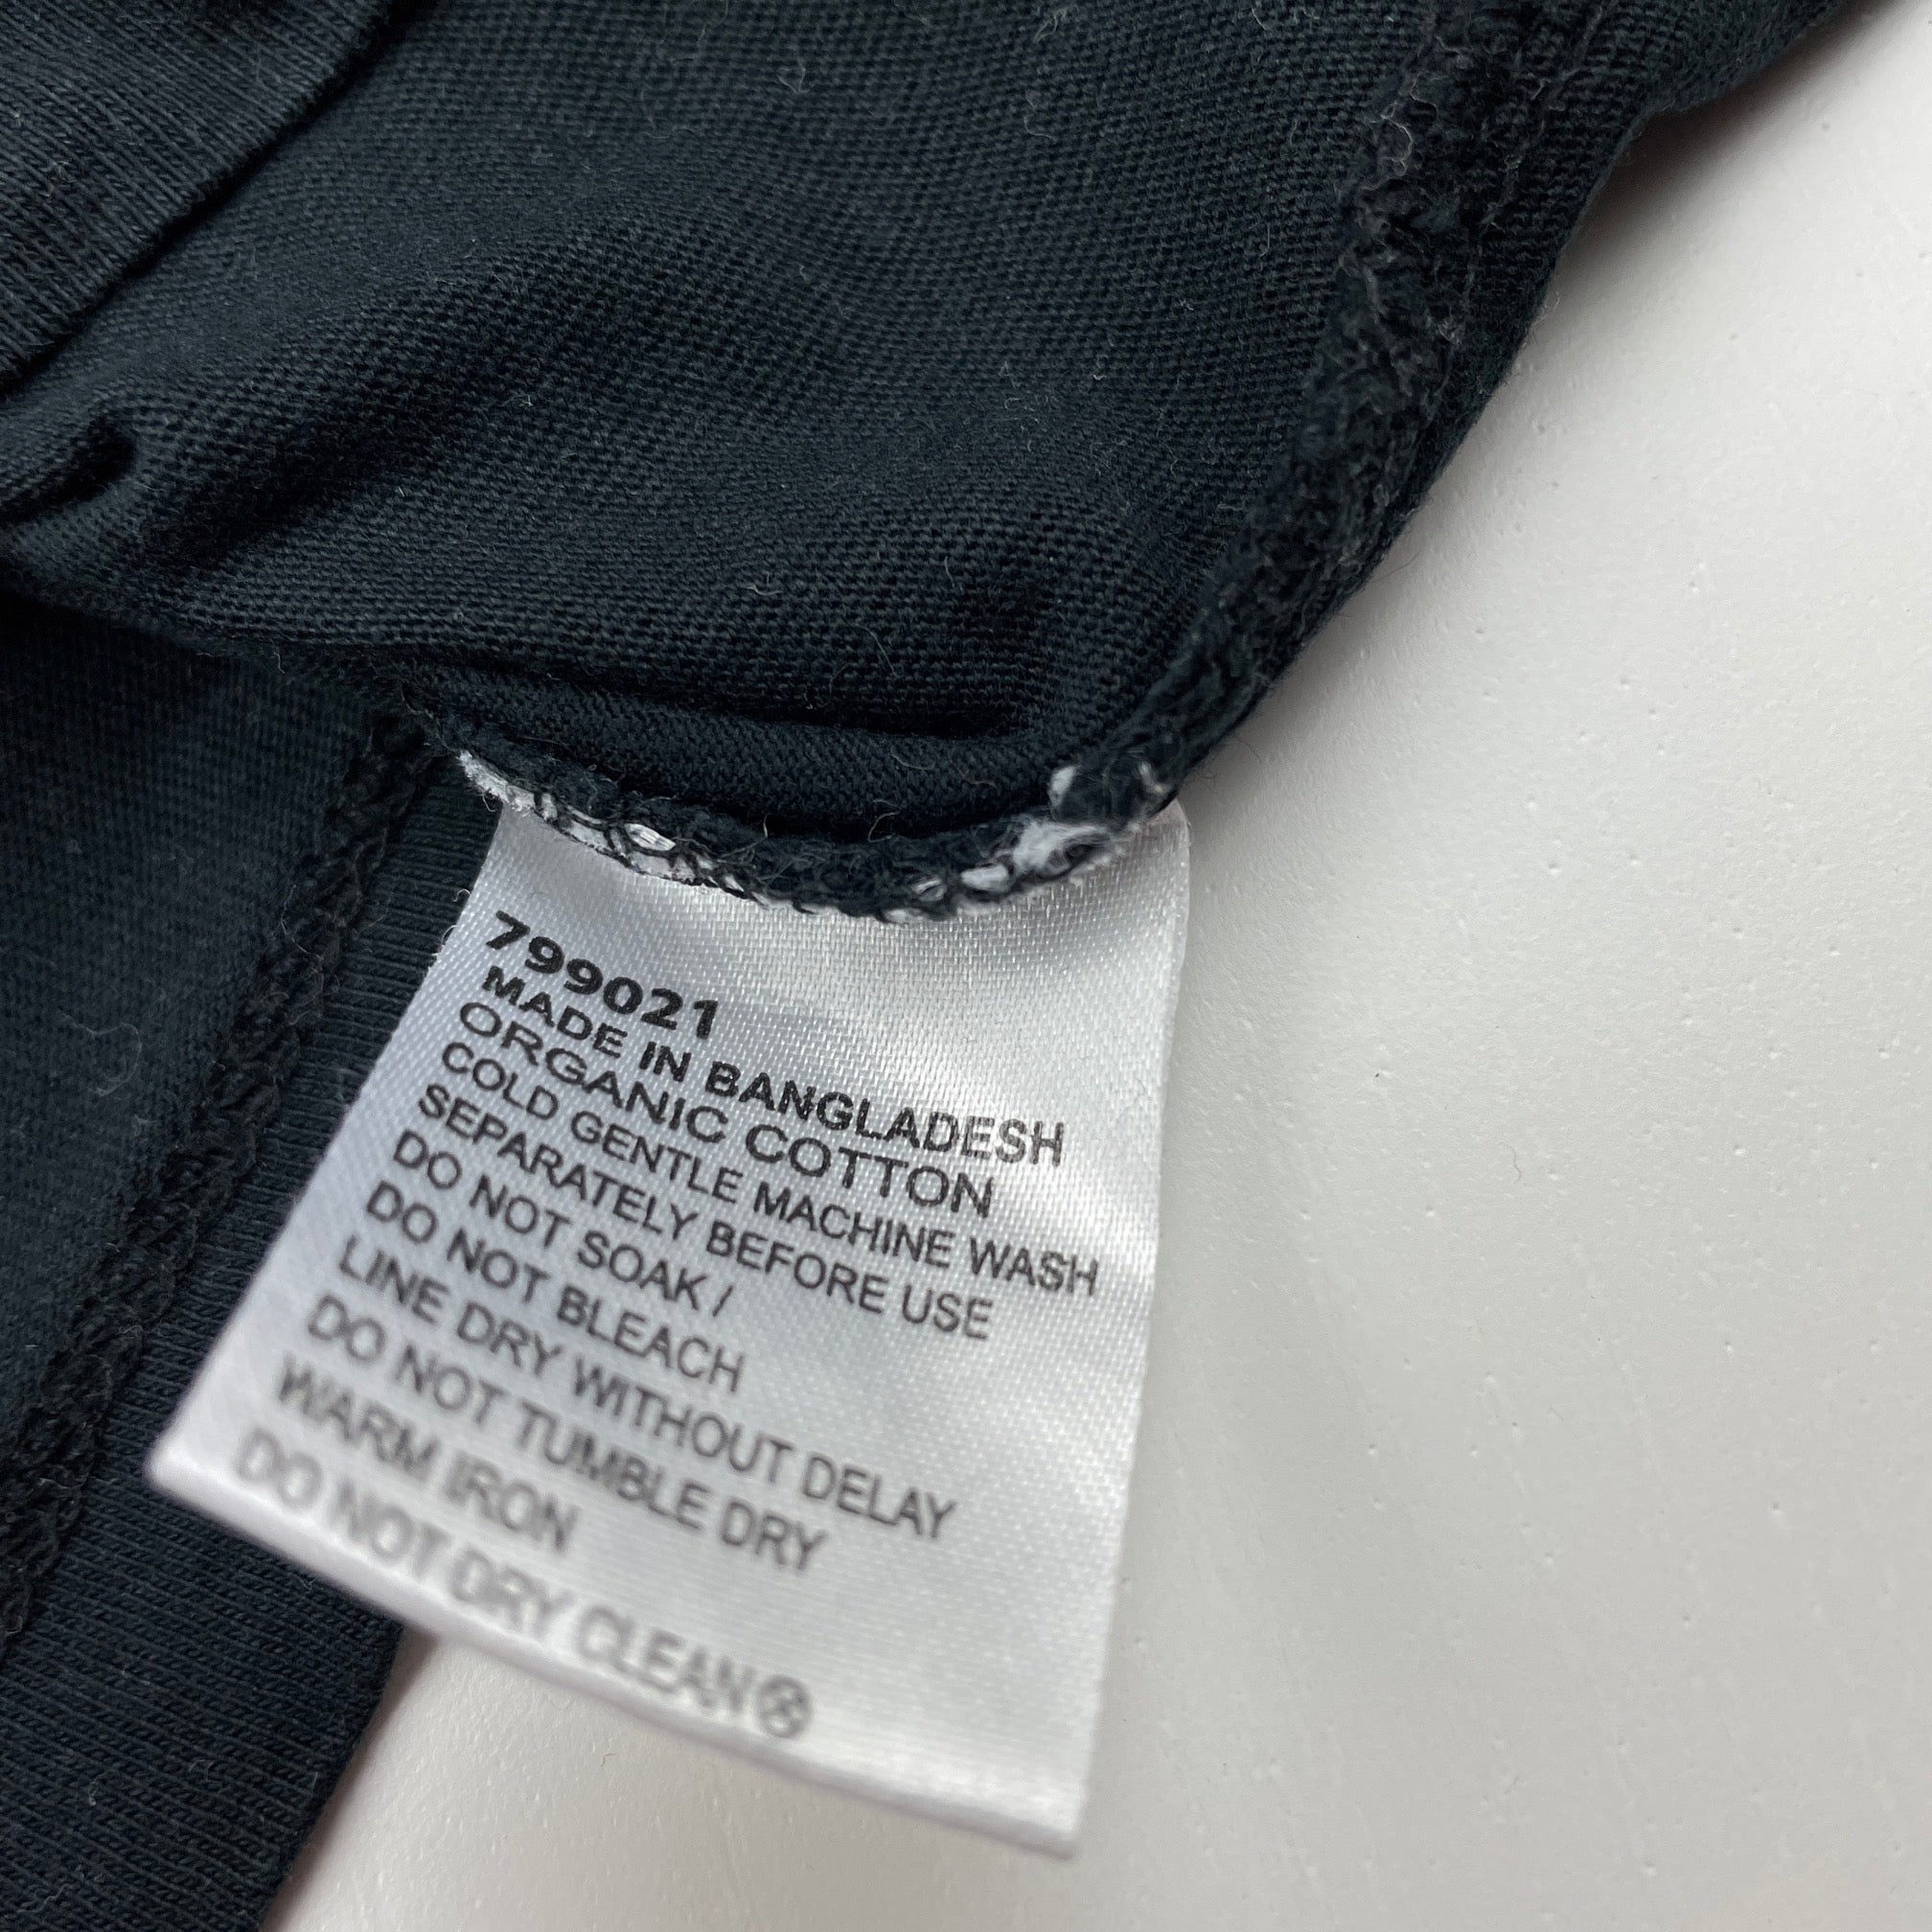 799021
MADE IN BANGLADESH
ORGANIC COTTON
COLD GENTLE MACHINE WASH
SEPARATELY BEFORE USE
DO NOT SOAK /
DO NOT BLEACH
LINE DRY WITHOUT DELAY
DO NOT TUMBLE DRY
WARM IRON
DO NOT DRY CLEAN